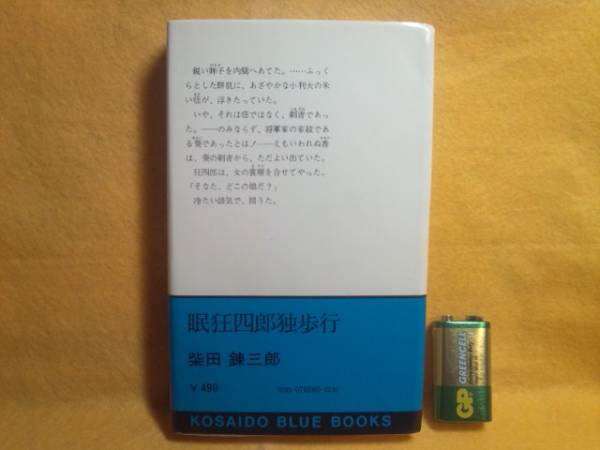 鋭い眸子を内腿へあてた。……ふっく
らとした餅肌に、あざやかな小判大の朱
い痣が、浮きたっていた。
いや、それは痣ではなく、刺青であっ
た。――のみならず、将軍家の家紋であ
る葵であったとは!――えもいわれぬ香
は、葵の刺青から、ただよい出ていた。
狂四郎は、女の裳裾を合せてやった。
「そなた、どこの娘だ?」
冷たい語気で、問うた。
眠狂四郎独歩行
柴田 錬三郎
¥490
KOSAIDO BLUE BOOKS
GP
GREENCELL